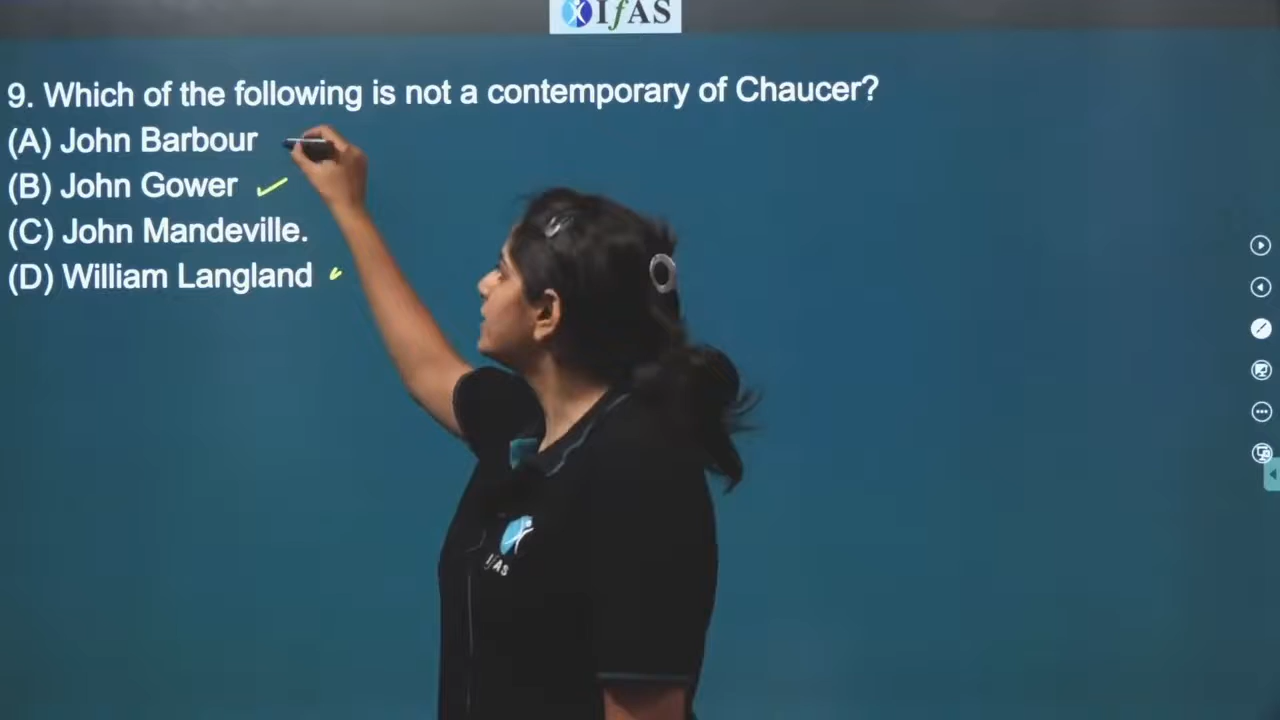 IfAS
9. Which of the following is not a contemporary of Chaucer?
(A) John Barbour
(B) John Gower
(C) John Mandeville.
(D) William Langland
IfAS